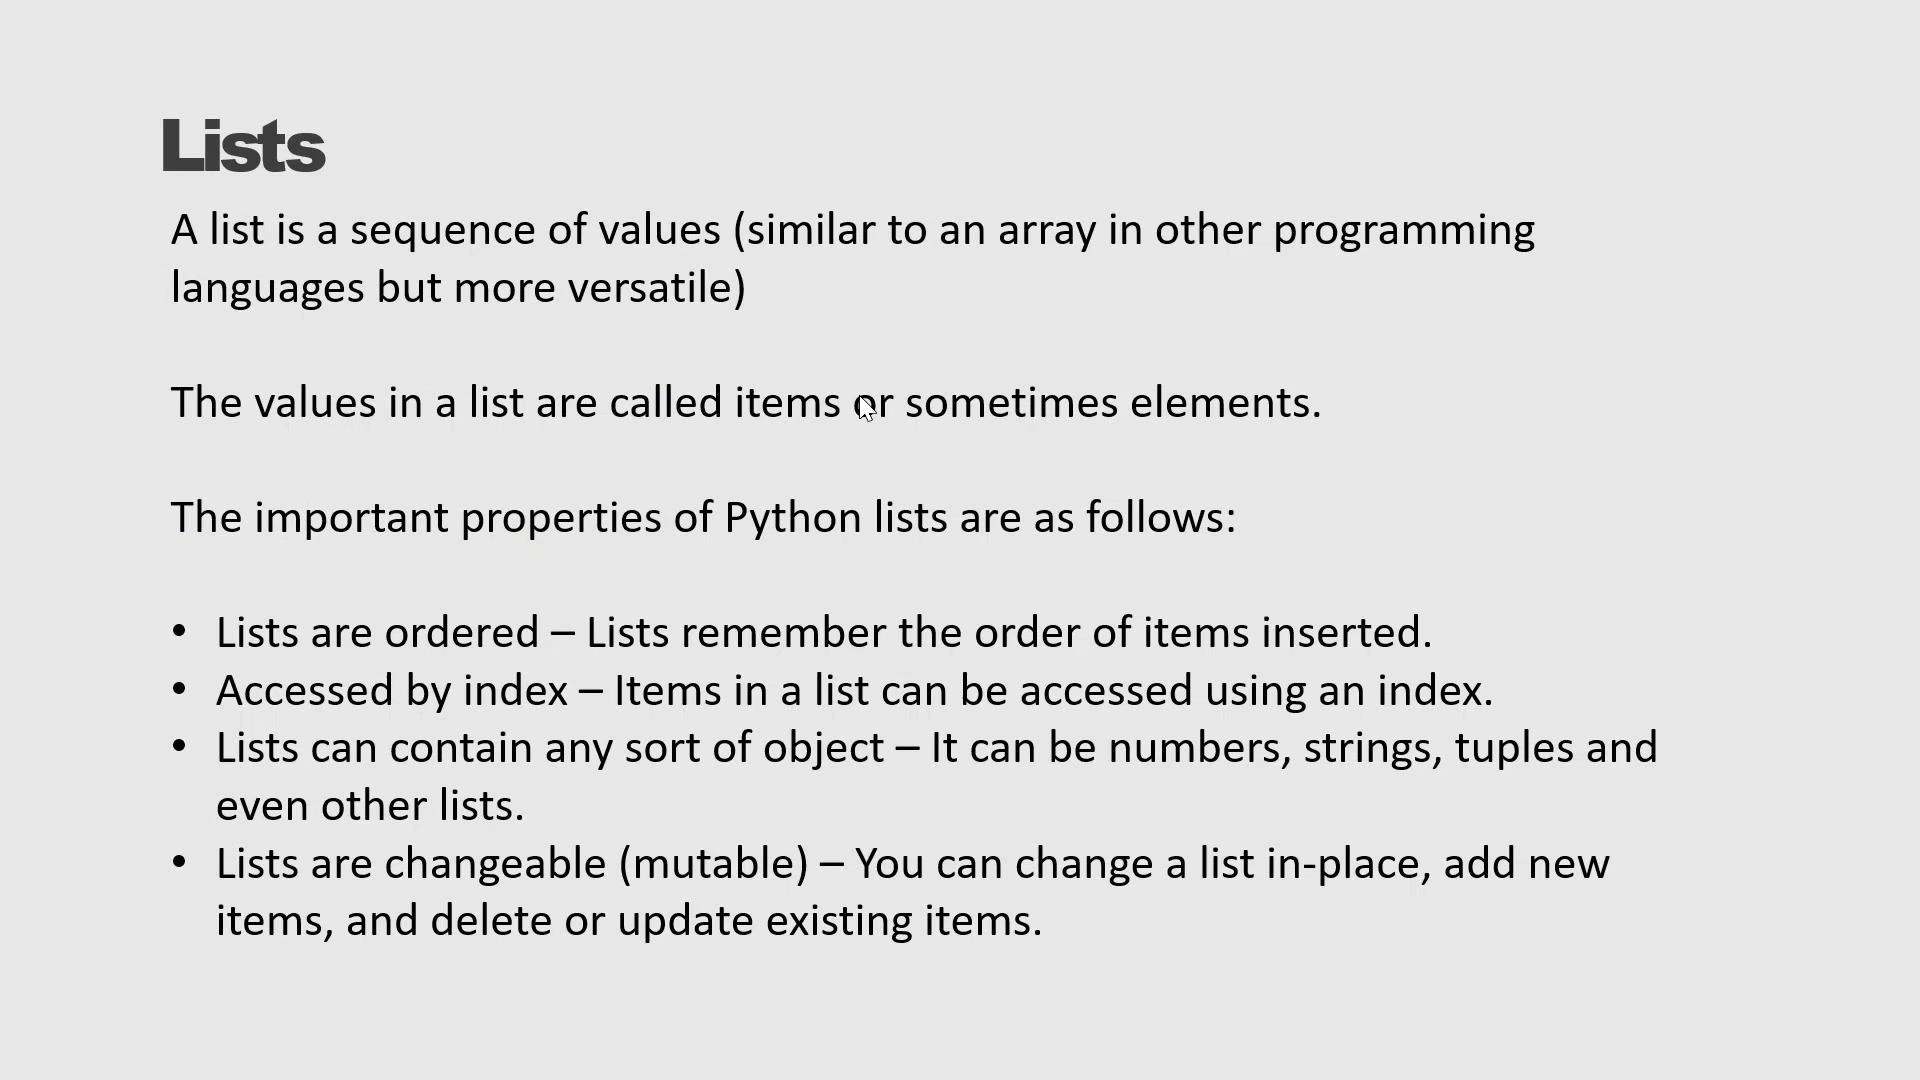 Lists
A list is a sequence of values (similar to an array in other programming
languages but more versatile)
The values in a list are called items or sometimes elements.
The important properties of Python lists are as follows:
• Lists are ordered – Lists remember the order of items inserted.
• Accessed by index – Items in a list can be accessed using an index.
• Lists can contain any sort of object – It can be numbers, strings, tuples and
even other lists.
• Lists are changeable (mutable) – You can change a list in-place, add new
items, and delete or update existing items.